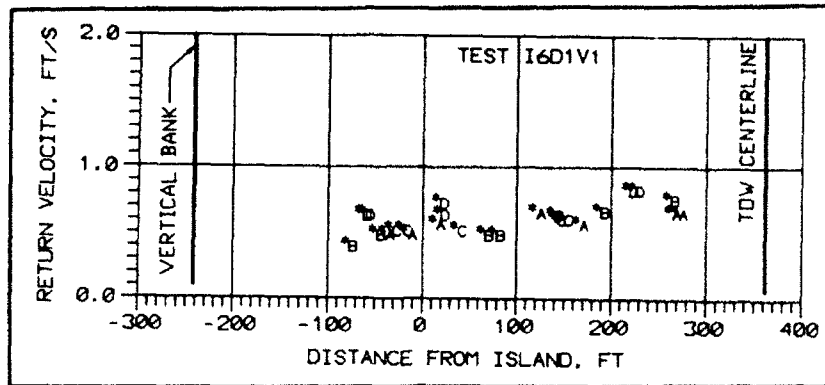 TEST I6D1V1
RETURN VELOCITY, FT/S
2.0
1.0
0.0
VERTICAL BANK
TOW CENTERLINE
*D
*D
*B
*B
*A
*C
*A
*D
*D
*A
*C
*B
*B
*A
*C
*A
*B
*D
*B
*A
*A
-300
-200
-100
0
100
200
300
400
DISTANCE FROM ISLAND, FT